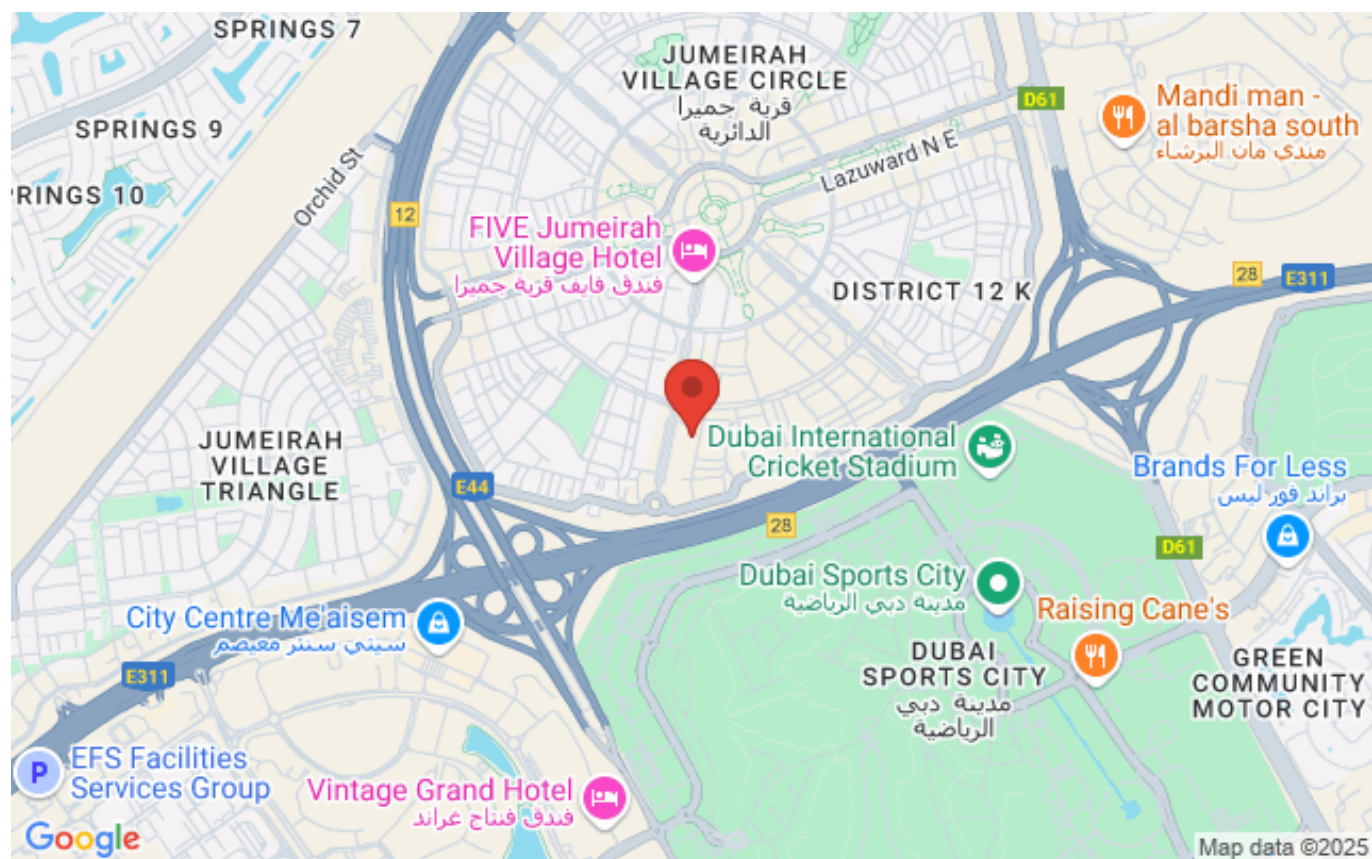 SPRINGS 7
JUMEIRAH
VILLAGE CIRCLE
قرية جميرا
الدائرية
D61
Mandi man -
al barsha south
مندي مان البرشاء
SPRINGS 9
Orchid St
Lazuward N E
RINGS 10
12
FIVE Jumeirah
Village Hotel
فندق فايف قرية جميرا
DISTRICT 12 K
28
E311
JUMEIRAH
VILLAGE
TRIANGLE
E44
Dubai International
Cricket Stadium
Brands For Less
براند فور ليس
28
D61
Dubai Sports City
مدينة دبي الرياضية
City Centre Me'aisem
سيتي سنتر معيصم
Raising Cane's
E311
DUBAI
SPORTS CITY
مدينة دبي
الرياضية
GREEN
COMMUNITY
MOTOR CITY
P
EFS Facilities
Services Group
Vintage Grand Hotel
فندق فنتاج غراند
Google
Map data ©2025